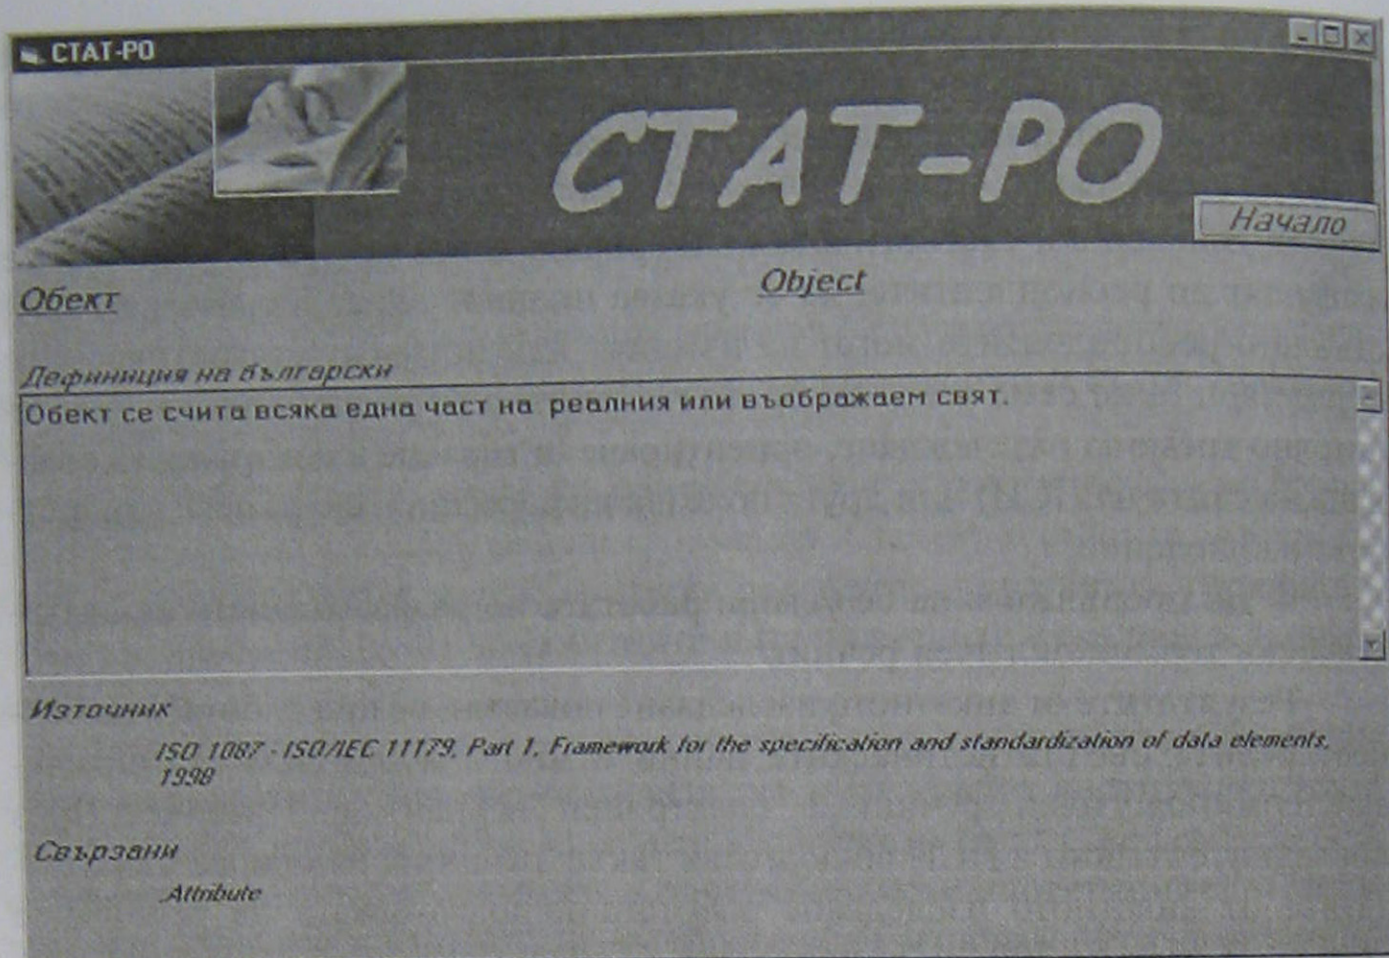 СТАТ-РО
СТАТ-РО
Начало
Обект
Object
Дефиниция на български
Обект се счита всяка една част на реалния или въображаем свят.
Източник
ISO 1087 - ISO/IEC 11179, Part 1, Framework for the specification and standardization of data elements,
1998
Свързани
Attribute